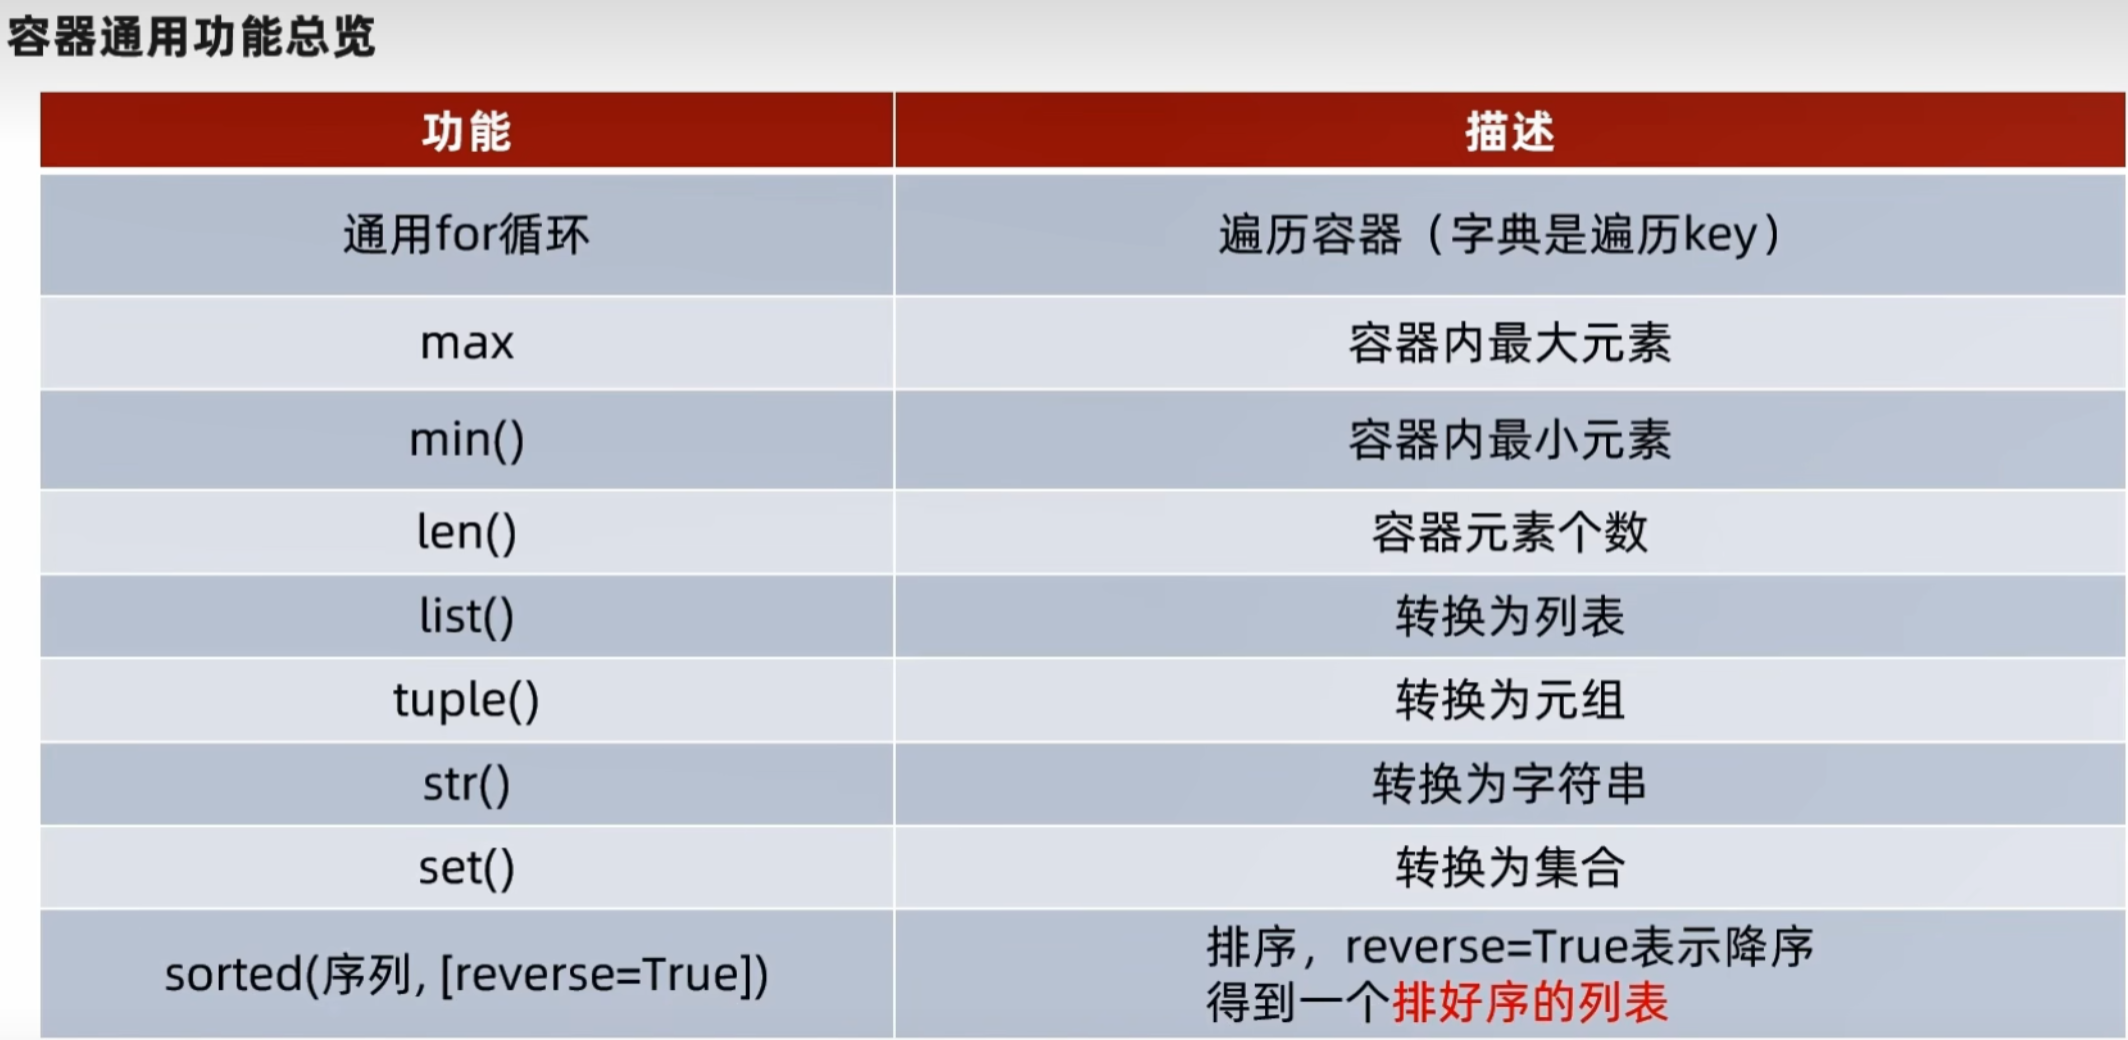 容器通用功能总览
功能
描述
通用for循环
遍历容器（字典是遍历key）
max
容器内最大元素
min()
容器内最小元素
len()
容器元素个数
list()
转换为列表
tuple()
转换为元组
str()
转换为字符串
set()
转换为集合
sorted(序列, [reverse=True])
排序，reverse=True表示降序
得到一个排好序的列表